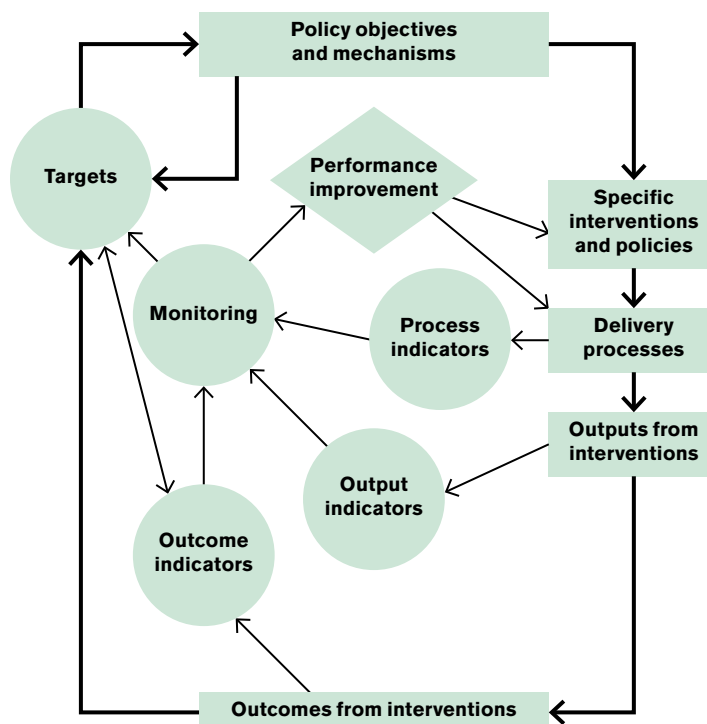 Policy objectives
and mechanisms
Targets
Performance
improvement
Specific
interventions
and policies
Monitoring
Process
indicators
Delivery
processes
Outputs from
interventions
Output
indicators
Outcome
indicators
Outcomes from interventions